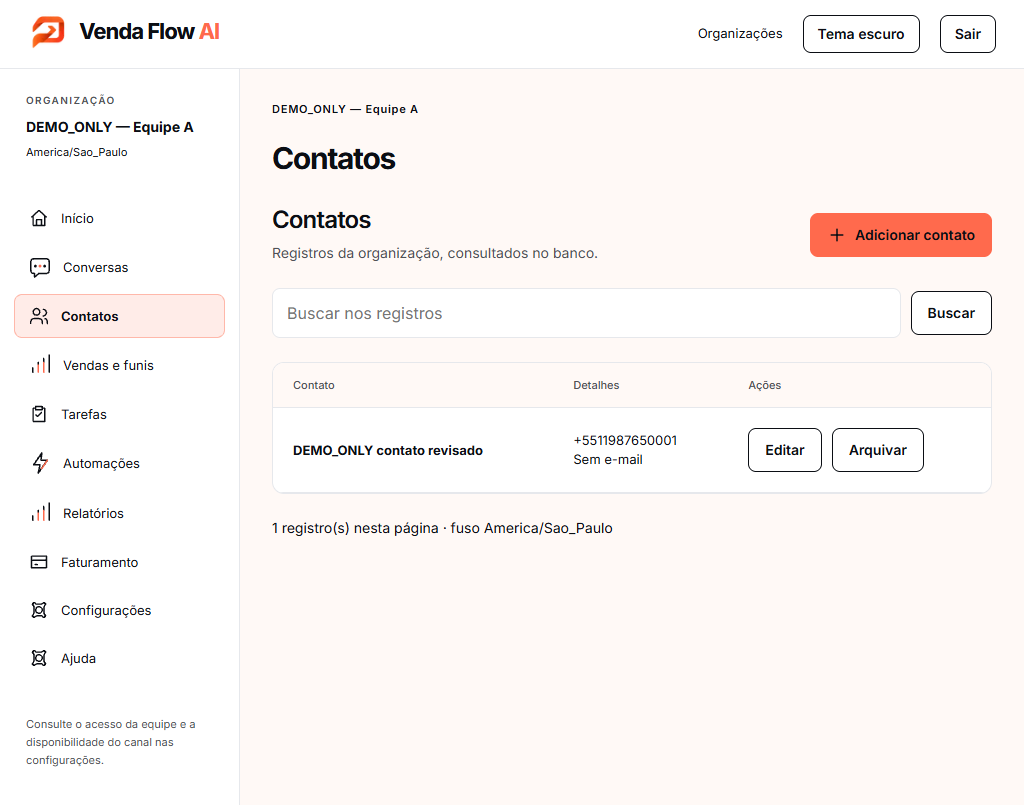 Venda Flow AI
Organizações
Tema escuro
Sair
ORGANIZAÇÃO
DEMO_ONLY — Equipe A
America/Sao_Paulo
Início
Conversas
Contatos
Vendas e funis
Tarefas
Automações
Relatórios
Faturamento
Configurações
Ajuda
Consulte o acesso da equipe e a
disponibilidade do canal nas
configurações.
DEMO_ONLY — Equipe A
Contatos
Contatos
Registros da organização, consultados no banco.
+ Adicionar contato
Buscar nos registros
Buscar
Contato
Detalhes
Ações
DEMO_ONLY contato revisado
+5511987650001
Sem e-mail
Editar
Arquivar
1 registro(s) nesta página · fuso America/Sao_Paulo